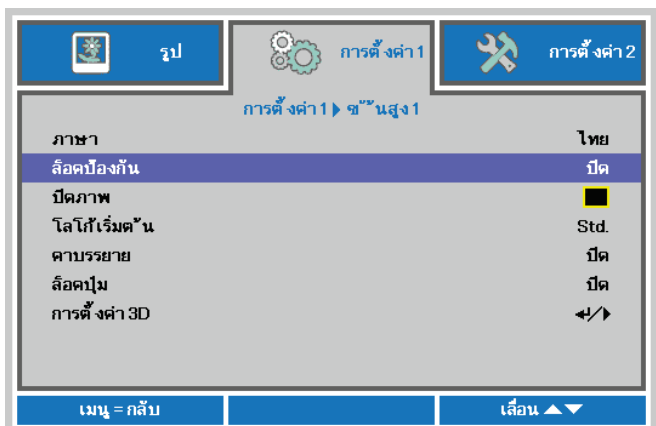 รูป
การตั้งค่า 1
การตั้งค่า 2
การตั้งค่า 1 ▶ ชั้นสูง 1
ภาษา ไทย
ล็อคป้องกัน ปิด
ปิดภาพ
โลโก้เริ่มต้น Std.
คาบรรยาย ปิด
ล็อคปุ่ม ปิด
การตั้งค่า 3D ↵/▶
เมนู = กลับ
เลื่อน ▲▼